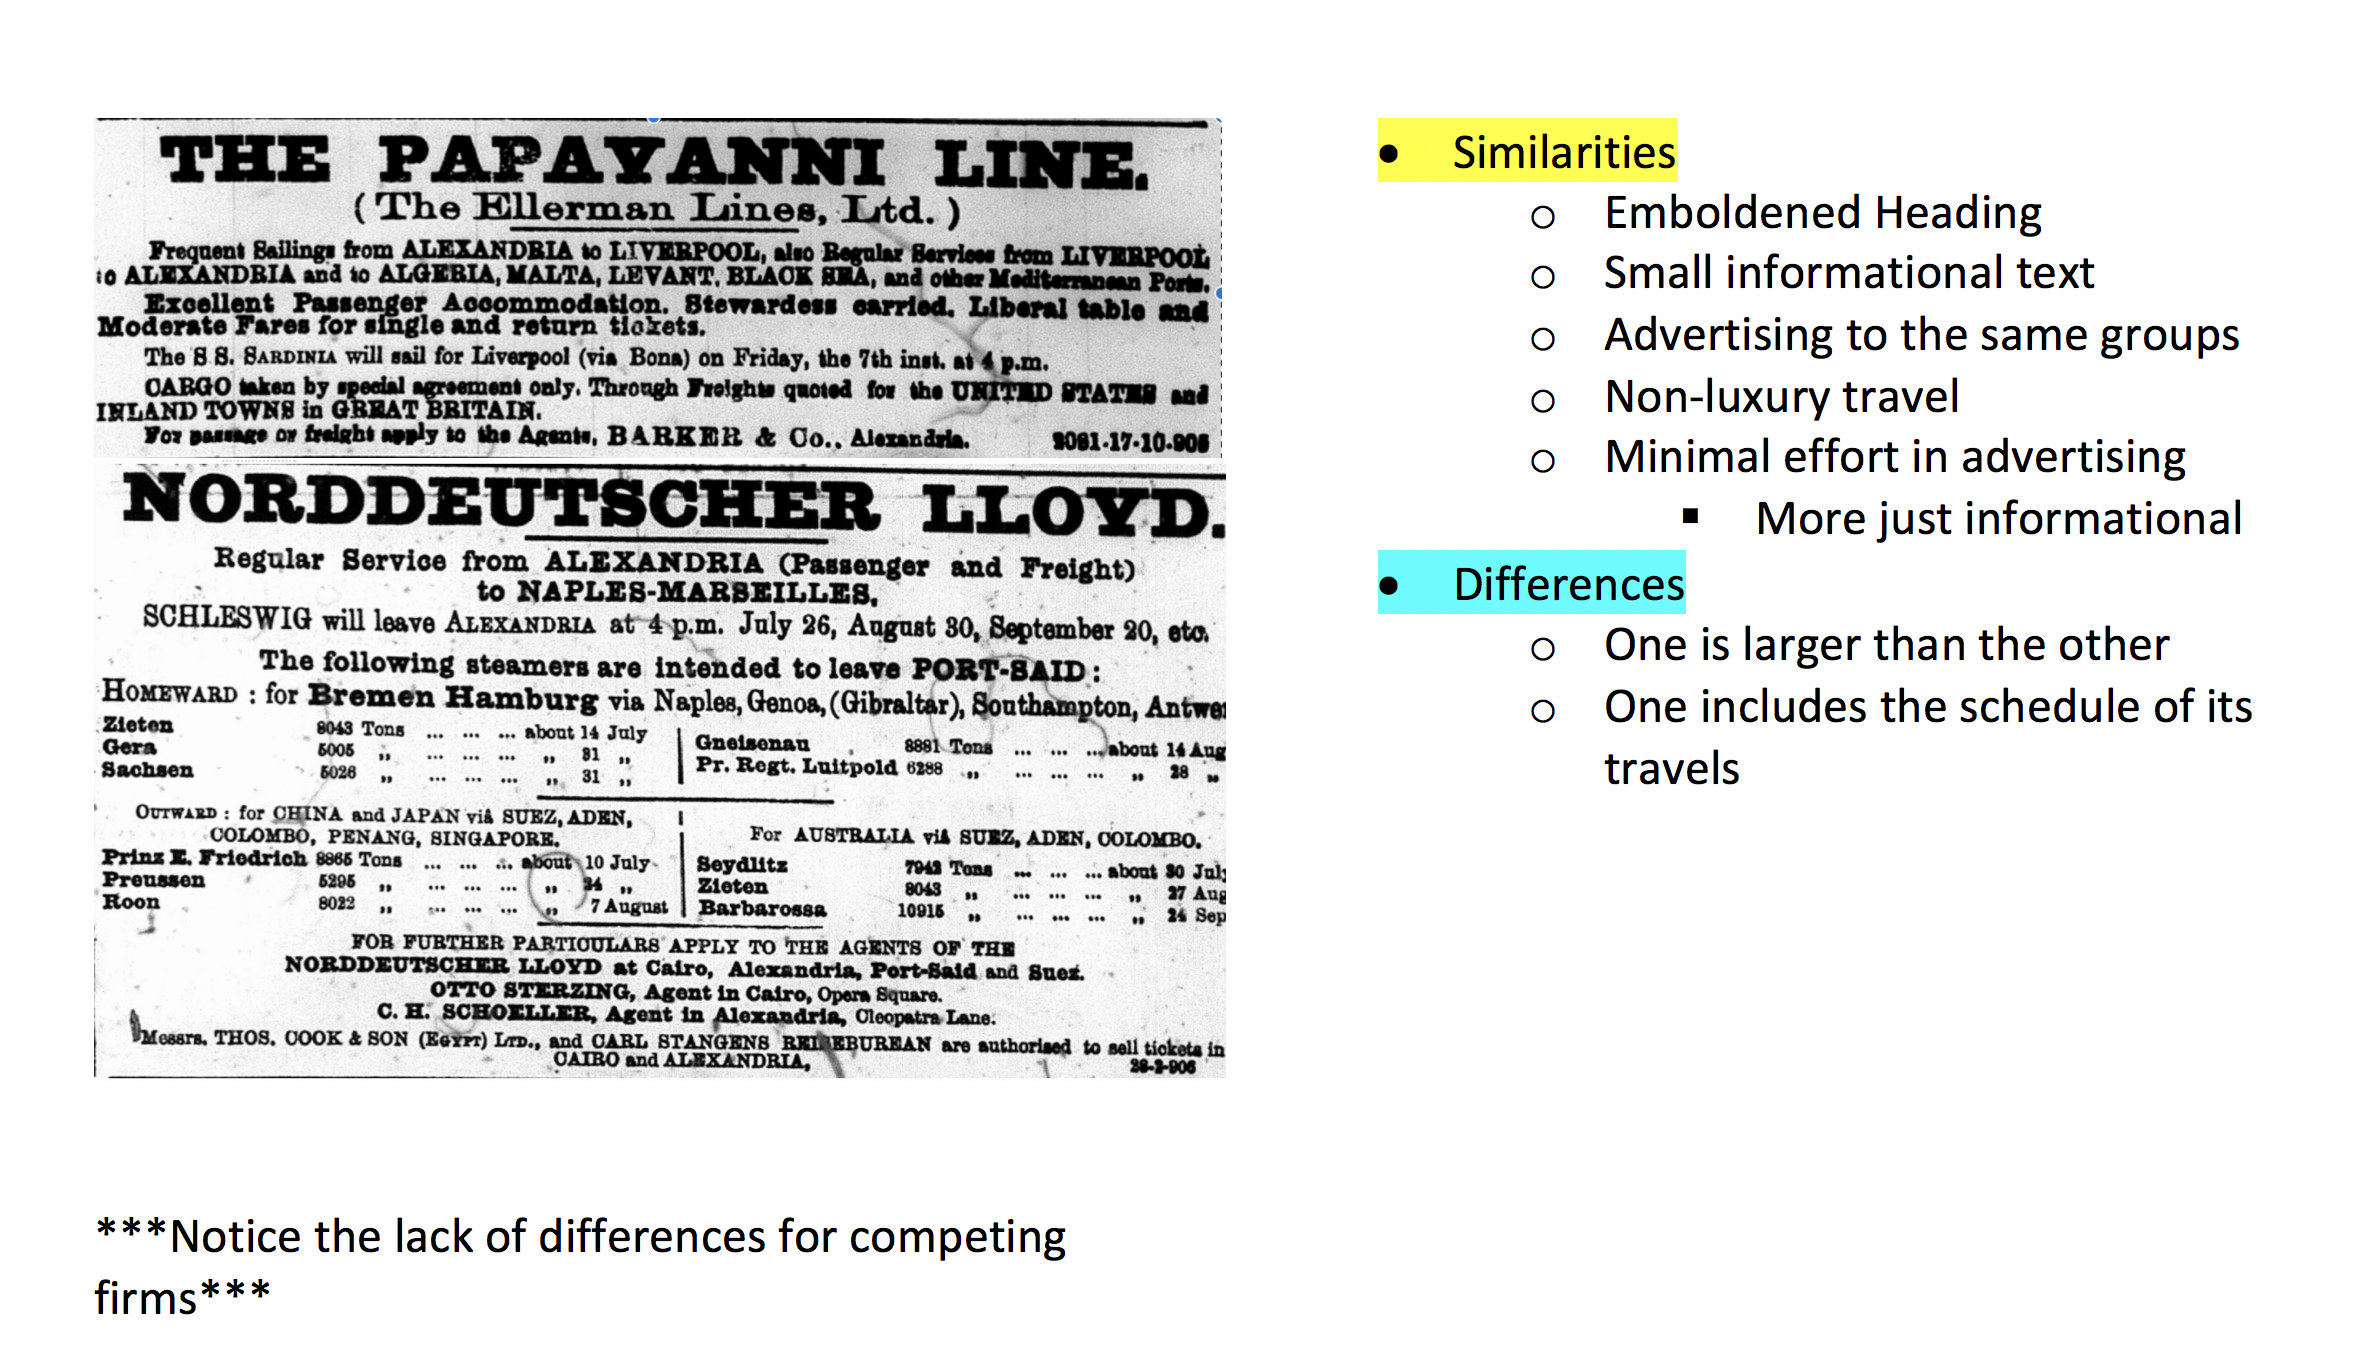 THE PAPAYANNI LINE.
(The Ellerman Lines, Ltd.)
Frequent Sailings from ALEXANDRIA to LIVERPOOL, also Regular Services from LIVERPOOL
to ALEXANDRIA and to ALGERIA, MALTA, LEVANT, BLACK SEA, and other Mediterranean Ports.
Excellent Passenger Accommodation. Stewardess carried. Liberal table and
Moderate Fares for single and return tickets.
The S.S. SARDINIA will sail for Liverpool (via Bona) on Friday, the 7th inst. at 4 p.m.
CARGO taken by special agreement only. Through Freights quoted for the UNITED STATES and
INLAND TOWNS in GREAT BRITAIN.
For passage or freight apply to the Agents, BARKER & Co., Alexandria. 8061-17-10-906
NORDDEUTSCHER LLOYD.
Regular Service from ALEXANDRIA (Passenger and Freight)
to NAPLES-MARSEILLES,
SCHLESWIG will leave ALEXANDRIA at 4 p.m. July 26, August 30, September 20, etc.
The following steamers are intended to leave PORT-SAID:
HOMEWARD : for Bremen Hamburg via Naples, Genoa, (Gibraltar), Southampton, Antwe
Zieten 8043 Tons ... ... ... about 14 July
Gera 5005 „ ... ... ... „ 21 „
Sachsen 5026 „ ... ... ... „ 31 „
Gneisenau 8881 Tons ... ... ... about 14 Aug
Pr. Regt. Luitpold 6288 „ ... ... ... „ 28 „
OUTWARD : for CHINA and JAPAN viâ SUEZ, ADEN,
COLOMBO, PENANG, SINGAPORE.
Prinz E. Friedrich 8865 Tons ... ... ... about 10 July
Preussen 5295 „ ... ... ... „ 24 „
Roon 8022 „ ... ... ... „ 7 August
For AUSTRALIA viâ SUEZ, ADEN, COLOMBO.
Seydlitz 7942 Tons ... ... ... about 30 July
Zieten 8043 „ ... ... ... „ 27 Aug
Barbarossa 10915 „ ... ... ... „ 24 Sep
FOR FURTHER PARTICULARS APPLY TO THE AGENTS OF THE
NORDDEUTSCHER LLOYD at Cairo, Alexandria, Port-Said and Suez.
OTTO STERZING, Agent in Cairo, Opera Square.
C. H. SCHOELLER, Agent in Alexandria, Cleopatra Lane.
Messrs. THOS. COOK & SON (EGYPT) LTD., and CARL STANGENS REISEBUREAN are authorised to sell tickets in
CAIRO and ALEXANDRIA,
28-2-906
• Similarities
o Emboldened Heading
o Small informational text
o Advertising to the same groups
o Non-luxury travel
o Minimal effort in advertising
▪ More just informational
• Differences
o One is larger than the other
o One includes the schedule of its
travels
***Notice the lack of differences for competing
firms***